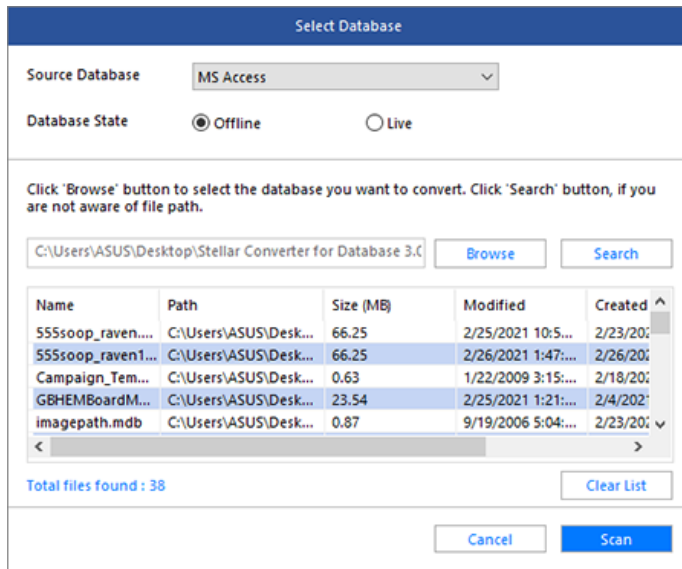 Select Database
Source Database MS Access
Database State Offline Live
Click 'Browse' button to select the database you want to convert. Click 'Search' button, if you
are not aware of file path.
C:\Users\ASUS\Desktop\Stellar Converter for Database 3.0 Browse Search
Name Path Size (MB) Modified Created
555soop_raven.... C:\Users\ASUS\Desk... 66.25 2/25/2021 10:5... 2/23/202
555soop_raven1... C:\Users\ASUS\Desk... 66.25 2/26/2021 1:47:... 2/26/202
Campaign_Tem... C:\Users\ASUS\Desk... 0.63 1/22/2009 3:15:... 2/18/202
GBHEMBoardM... C:\Users\ASUS\Desk... 23.54 2/25/2021 1:21:... 2/4/2021
imagepath.mdb C:\Users\ASUS\Desk... 0.87 9/19/2006 5:04:... 2/23/202
Total files found : 38 Clear List
Cancel Scan